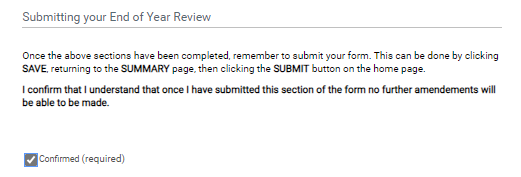 Submitting your End of Year Review
Once the above sections have been completed, remember to submit your form. This can be done by clicking
SAVE, returning to the SUMMARY page, then clicking the SUBMIT button on the home page.
I confirm that I understand that once I have submitted this section of the form no further amendements will
be able to be made.
Confirmed (required)